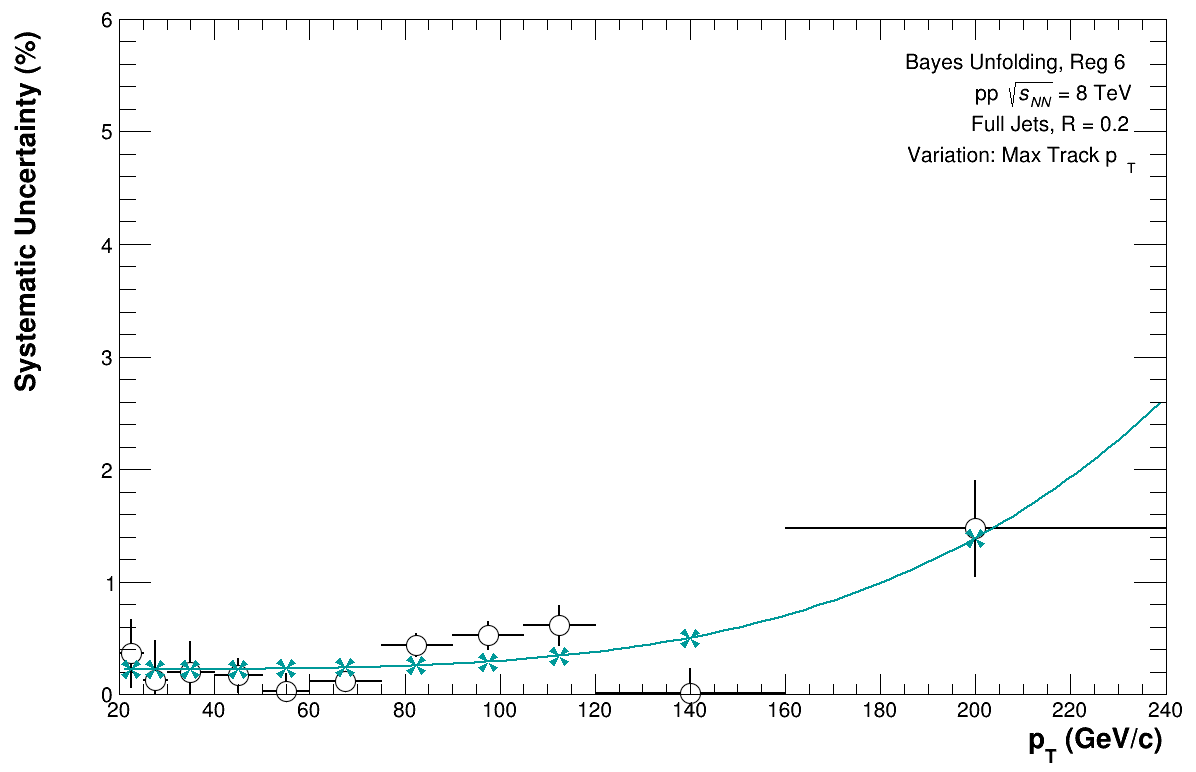 Systematic Uncertainty (%)
6
5
4
3
2
1
0
Bayes Unfolding, Reg 6
pp √s_NN = 8 TeV
Full Jets, R = 0.2
Variation: Max Track p_T
20 40 60 80 100 120 140 160 180 200 220 240
p_T (GeV/c)